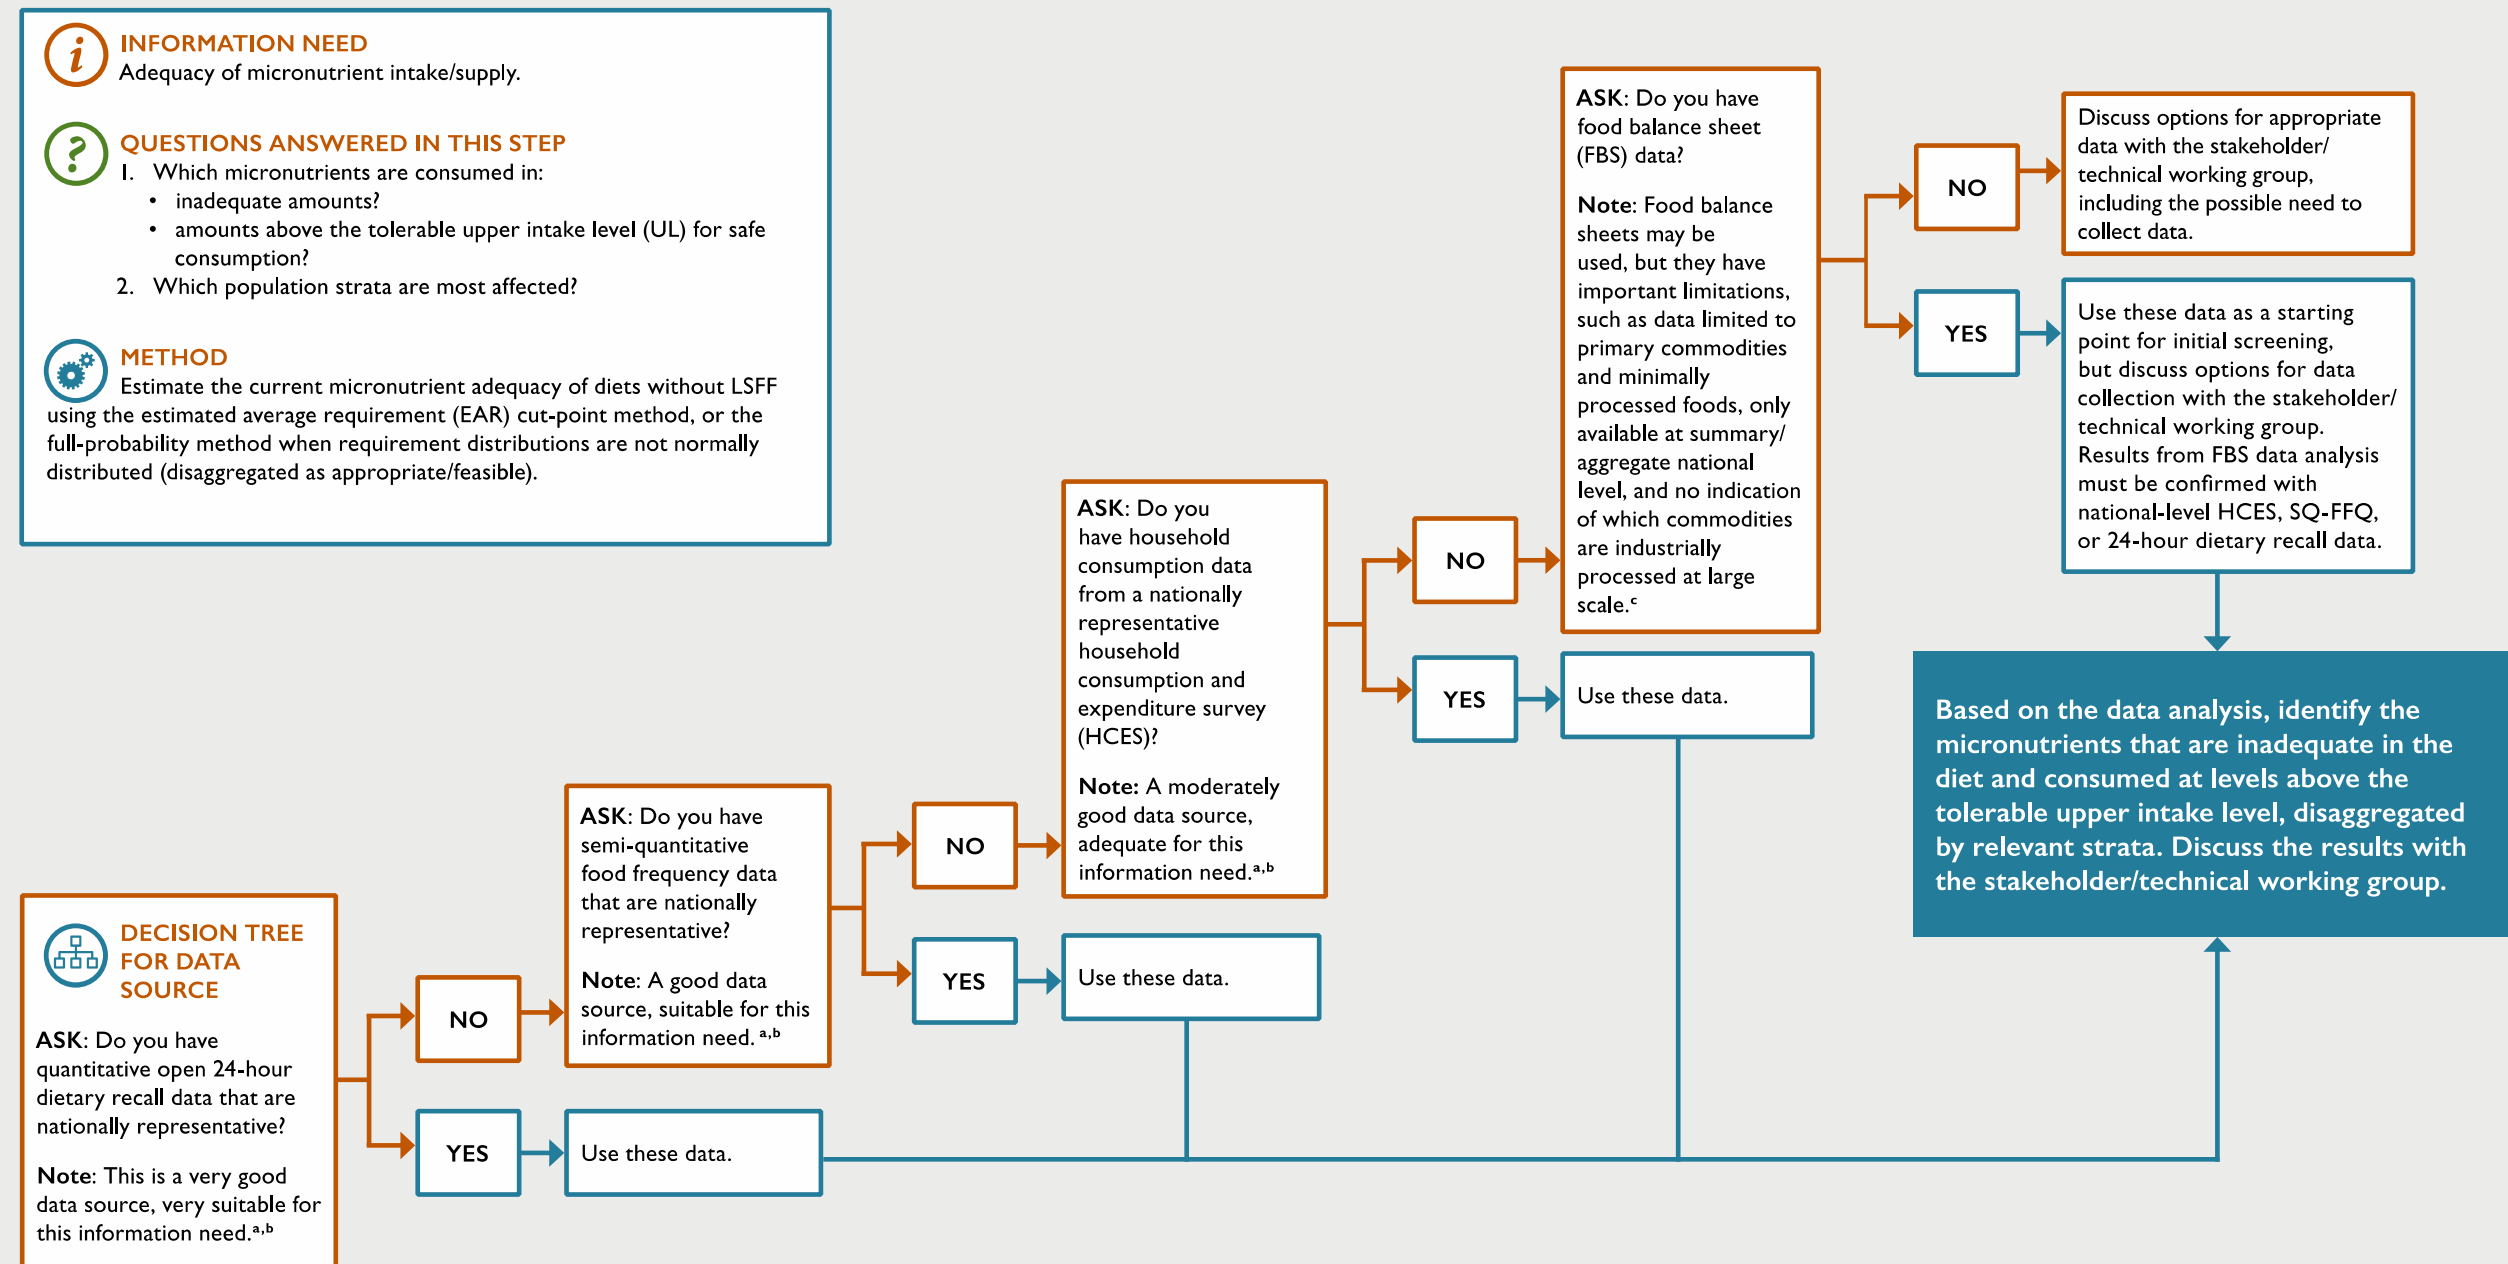 INFORMATION NEED
Adequacy of micronutrient intake/supply.
QUESTIONS ANSWERED IN THIS STEP
1. Which micronutrients are consumed in:
• inadequate amounts?
• amounts above the tolerable upper intake level (UL) for safe
consumption?
2. Which population strata are most affected?
METHOD
Estimate the current micronutrient adequacy of diets without LSFF
using the estimated average requirement (EAR) cut-point method, or the
full-probability method when requirement distributions are not normally
distributed (disaggregated as appropriate/feasible).
DECISION TREE
FOR DATA
SOURCE
ASK: Do you have
quantitative open 24-hour
dietary recall data that are
nationally representative?
Note: This is a very good
data source, very suitable for
this information need.a,b
NO
YES
Use these data.
ASK: Do you have
semi-quantitative
food frequency data
that are nationally
representative?
Note: A good data
source, suitable for this
information need. a,b
NO
YES
Use these data.
ASK: Do you
have household
consumption data
from a nationally
representative
household
consumption and
expenditure survey
(HCES)?
Note: A moderately
good data source,
adequate for this
information need.a,b
NO
YES
Use these data.
ASK: Do you have
food balance sheet
(FBS) data?
Note: Food balance
sheets may be
used, but they have
important limitations,
such as data limited to
primary commodities
and minimally
processed foods, only
available at summary/
aggregate national
level, and no indication
of which commodities
are industrially
processed at large
scale.c
NO
Discuss options for appropriate
data with the stakeholder/
technical working group,
including the possible need to
collect data.
YES
Use these data as a starting
point for initial screening,
but discuss options for data
collection with the stakeholder/
technical working group.
Results from FBS data analysis
must be confirmed with
national-level HCES, SQ-FFQ,
or 24-hour dietary recall data.
Based on the data analysis, identify the
micronutrients that are inadequate in the
diet and consumed at levels above the
tolerable upper intake level, disaggregated
by relevant strata. Discuss the results with
the stakeholder/technical working group.